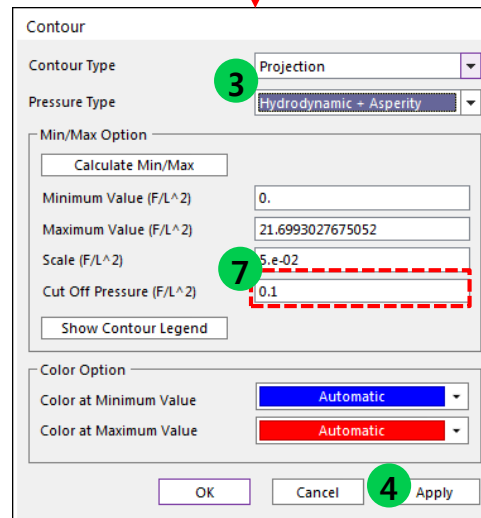 Contour
Contour Type Projection
3
Pressure Type Hydrodynamic + Asperity
Min/Max Option
Calculate Min/Max
Minimum Value (F/L^2) 0.
Maximum Value (F/L^2) 21.6993027675052
Scale (F/L^2) 5.e-02
7
Cut Off Pressure (F/L^2) 0.1
Show Contour Legend
Color Option
Color at Minimum Value Automatic
Color at Maximum Value Automatic
OK Cancel 4 Apply